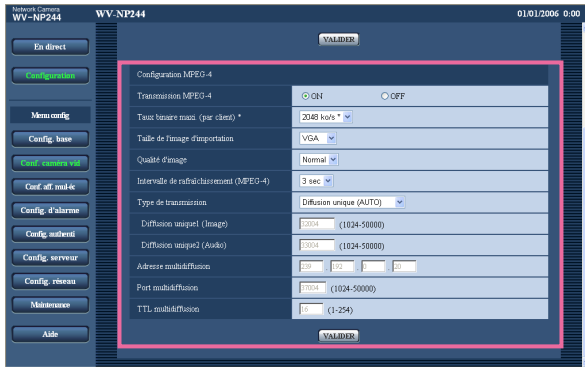 Network Camera
WV-NP244
WV-NP244
01/01/2006 0:00
En direct
Configuration
Menu config
Config. base
Conf. caméra vid
Conf. aff. mul-éc
Config. d'alarme
Config. authenti
Config. serveur
Config. réseau
Maintenance
Aide
VALIDER
Configuration MPEG-4
Transmission MPEG-4 ON OFF
Taux binaire maxi. (par client) * 2048 ko/s *
Taille de l'image d'importation VGA
Qualité d'image Normal
Intervalle de rafraîchissement (MPEG-4) 3 sec
Type de transmission Diffusion unique (AUTO)
Diffusion unique1 (Image) 32004 (1024-50000)
Diffusion unique2 (Audio) 33004 (1024-50000)
Adresse multidiffusion 239 . 192 . 0 . 20
Port multidiffusion 37004 (1024-50000)
TTL multidiffusion 16 (1-254)
VALIDER